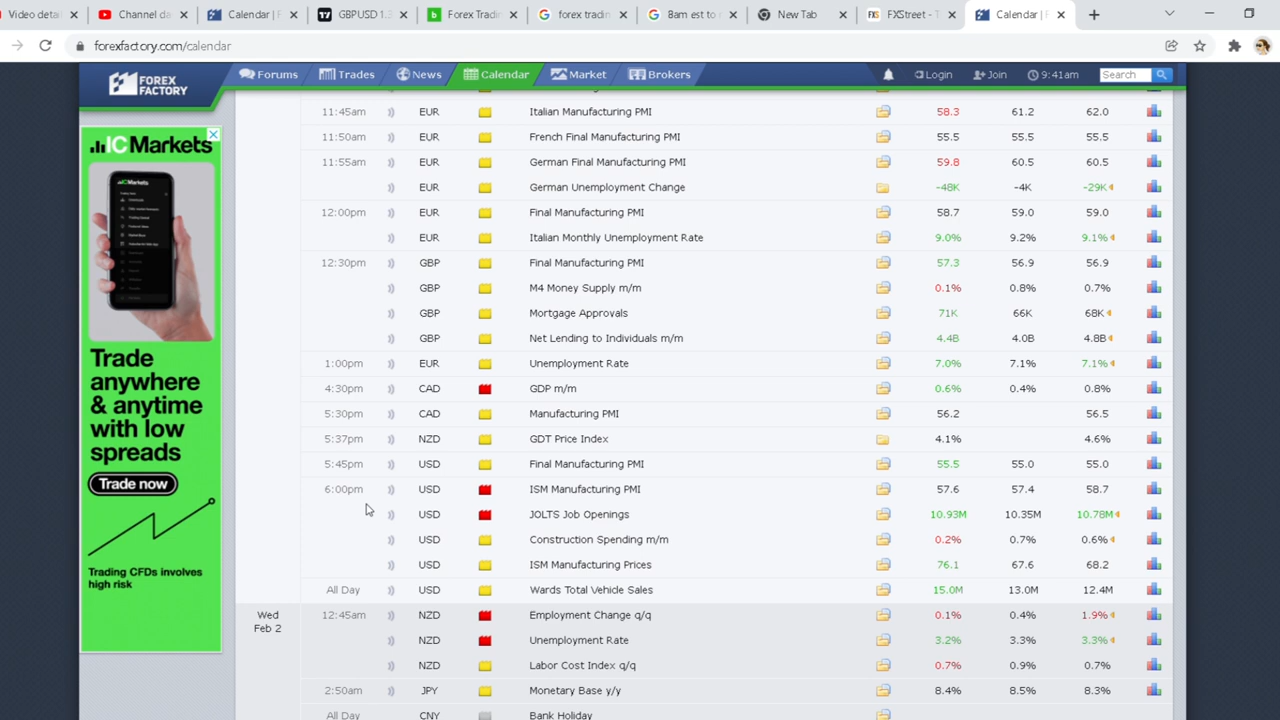 Video detai
Channel da
Calendar | F
GBPUSD 1.3
Forex Tradin
forex tradi
8am est to
New Tab
FXStreet - T
Calendar | F
forexfactory.com/calendar
FOREX FACTORY
Forums Trades News Calendar Market Brokers
Login Join 9:41am Search
11:45am EUR Italian Manufacturing PMI 58.3 61.2 62.0
11:50am EUR French Final Manufacturing PMI 55.5 55.5 55.5
11:55am EUR German Final Manufacturing PMI 59.8 60.5 60.5
EUR German Unemployment Change -48K -4K -29K
12:00pm EUR Final Manufacturing PMI 58.7 59.0 59.0
EUR Italian Monthly Unemployment Rate 9.0% 9.2% 9.1%
12:30pm GBP Final Manufacturing PMI 57.3 56.9 56.9
GBP M4 Money Supply m/m 0.1% 0.8% 0.7%
GBP Mortgage Approvals 71K 66K 68K
GBP Net Lending to Individuals m/m 4.4B 4.0B 4.8B
1:00pm EUR Unemployment Rate 7.0% 7.1% 7.1%
4:30pm CAD GDP m/m 0.6% 0.4% 0.8%
5:30pm CAD Manufacturing PMI 56.2 56.5
5:37pm NZD GDT Price Index 4.1% 4.6%
5:45pm USD Final Manufacturing PMI 55.5 55.0 55.0
6:00pm USD ISM Manufacturing PMI 57.6 57.4 58.7
USD JOLTS Job Openings 10.93M 10.35M 10.78M
USD Construction Spending m/m 0.2% 0.7% 0.6%
USD Manufacturing Prices 76.1 67.6 68.2
All Day USD Wards Total Vehicle Sales 15.0M 13.0M 12.4M
Wed Feb 2 12:45am NZD Employment Change q/q 0.1% 0.4% 1.9%
NZD Unemployment Rate 3.2% 3.3% 3.3%
NZD Labor Cost Index q/q 0.7% 0.9% 0.7%
2:50am JPY Monetary Base y/y 8.4% 8.5% 8.3%
All Day CNY Bank Holiday
IC Markets
Trade
anywhere
& anytime
with low
spreads
Trade now
Trading CFDs involves
high risk